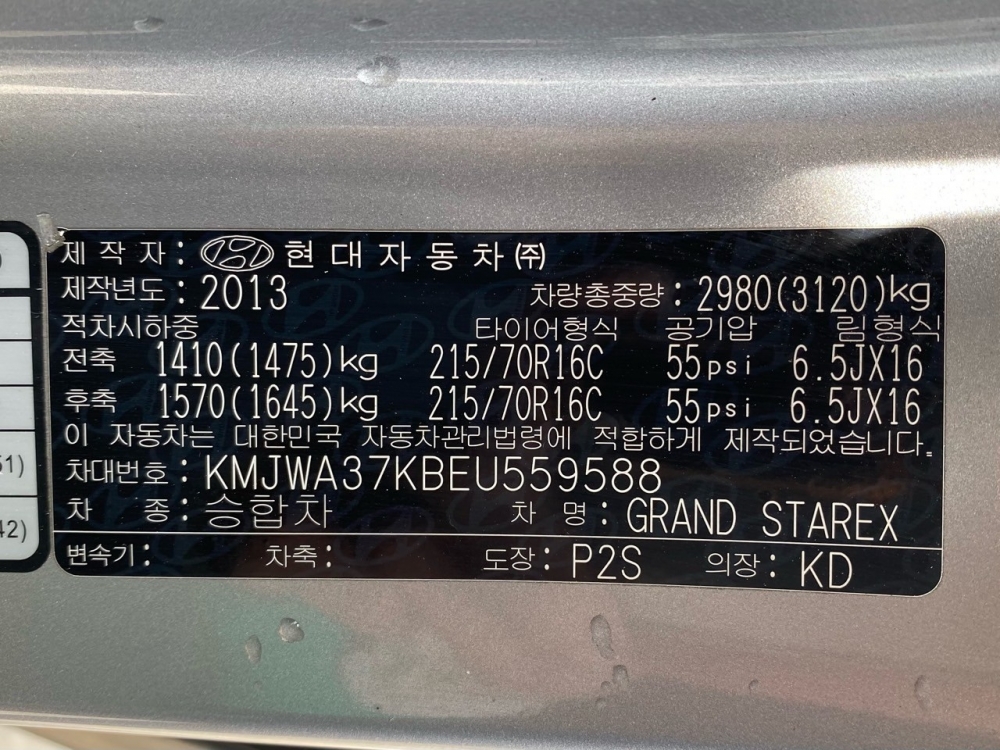 제 작 자 : 현 대 자 동 차 ㈜
제작년도 : 2013 차량총중량 : 2980(3120)kg
적차시하중 타이어형식 공기압 림형식
전축 1410(1475)kg 215/70R16C 55psi 6.5JX16
후축 1570(1645)kg 215/70R16C 55psi 6.5JX16
이 자동차는 대한민국 자동차관리법령에 적합하게 제작되었습니다.
차대번호 : KMJWA37KBEU559588
차 종 : 승합차 차 명 : GRAND STAREX
변속기 : 차축 : 도장 : P2S 의장 : KD